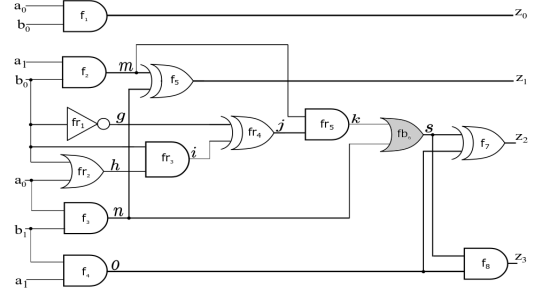 a₀ f₁ z₀
b₀
a₁ f₂ m f₅ z₁
b₀
fr₁ g fr₄ j fr₅ k fb₆ s f₇ z₂
fr₂ h fr₃ i
a₀
f₃ n
b₁
a₁ f₄ 0 f₈ z₃